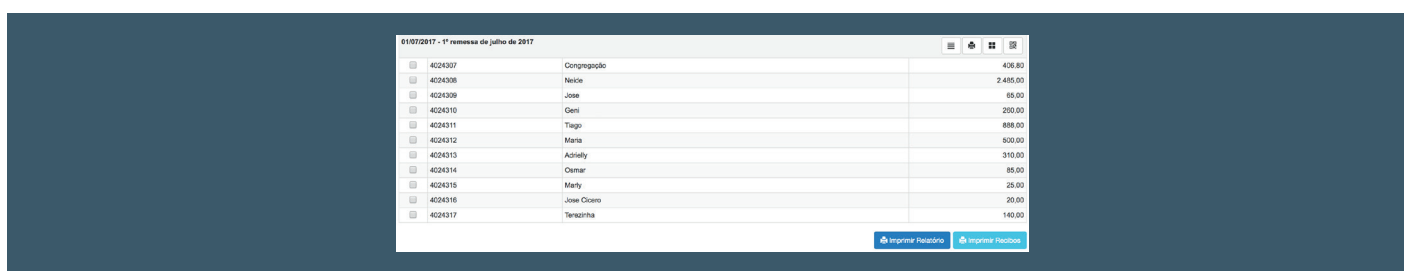 01/07/2017 - 1ª remessa de julho de 2017
4024307 Congregação 406,80
4024308 Neide 2.485,00
4024309 Jose 65,00
4024310 Geni 260,00
4024311 Tiago 888,00
4024312 Maria 500,00
4024313 Adrielly 310,00
4024314 Osmar 85,00
4024315 Marly 25,00
4024316 Jose Cicero 20,00
4024317 Terezinha 140,00
Imprimir Relatório Imprimir Recibos